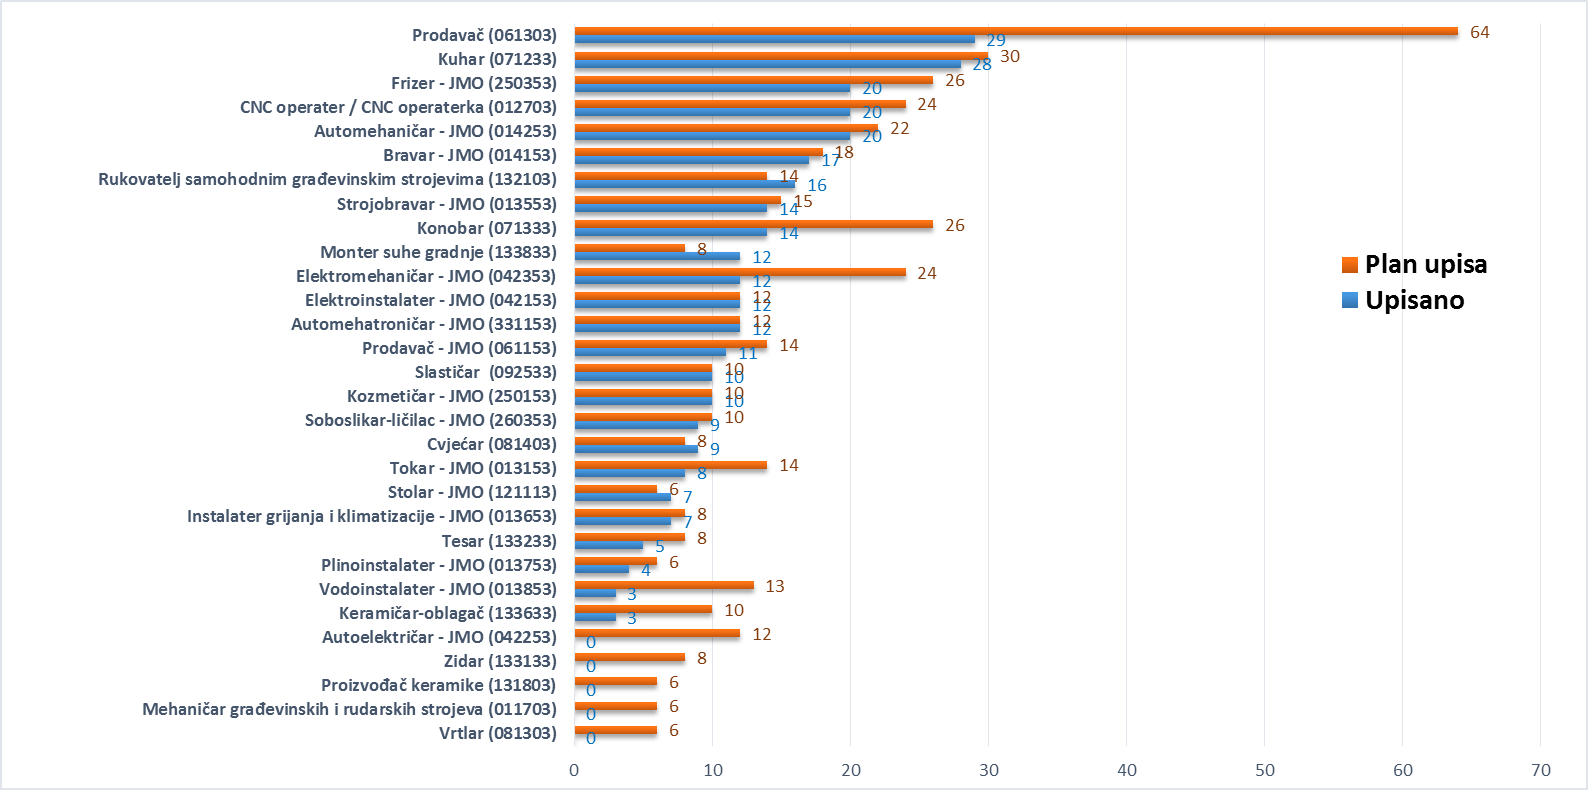 Prodavač (061303) 64 29
Kuhar (071233) 30 28
Frizer - JMO (250353) 26 20
CNC operater / CNC operaterka (012703) 24 20
Automehaničar - JMO (014253) 22 20
Bravar - JMO (014153) 18 17
Rukovatelj samohodnim građevinskim strojevima (132103) 14 16
Strojobravar - JMO (013553) 15 14
Konobar (071333) 26 14
Monter suhe gradnje (133833) 8 12
Elektromehaničar - JMO (042353) 24 12
Elektroinstalater - JMO (042153) 12 12
Automehatroničar - JMO (331153) 12 12
Prodavač - JMO (061153) 14 11
Slastičar (092533) 10 10
Kozmetičar - JMO (250153) 10 10
Soboslikar-ličilac - JMO (260353) 10 9
Cvjećar (081403) 8 9
Tokar - JMO (013153) 14 8
Stolar - JMO (121113) 6 7
Instalater grijanja i klimatizacije - JMO (013653) 8 7
Tesar (133233) 8 5
Plinoinstalater - JMO (013753) 6 4
Vodoinstalater - JMO (013853) 13 3
Keramičar-oblagač (133633) 10 3
Autoelektričar - JMO (042253) 12 0
Zidar (133133) 8 0
Proizvođač keramike (131803) 6 0
Mehaničar građevinskih i rudarskih strojeva (011703) 6 0
Vrtlar (081303) 6 0
0 10 20 30 40 50 60 70
Plan upisa
Upisano